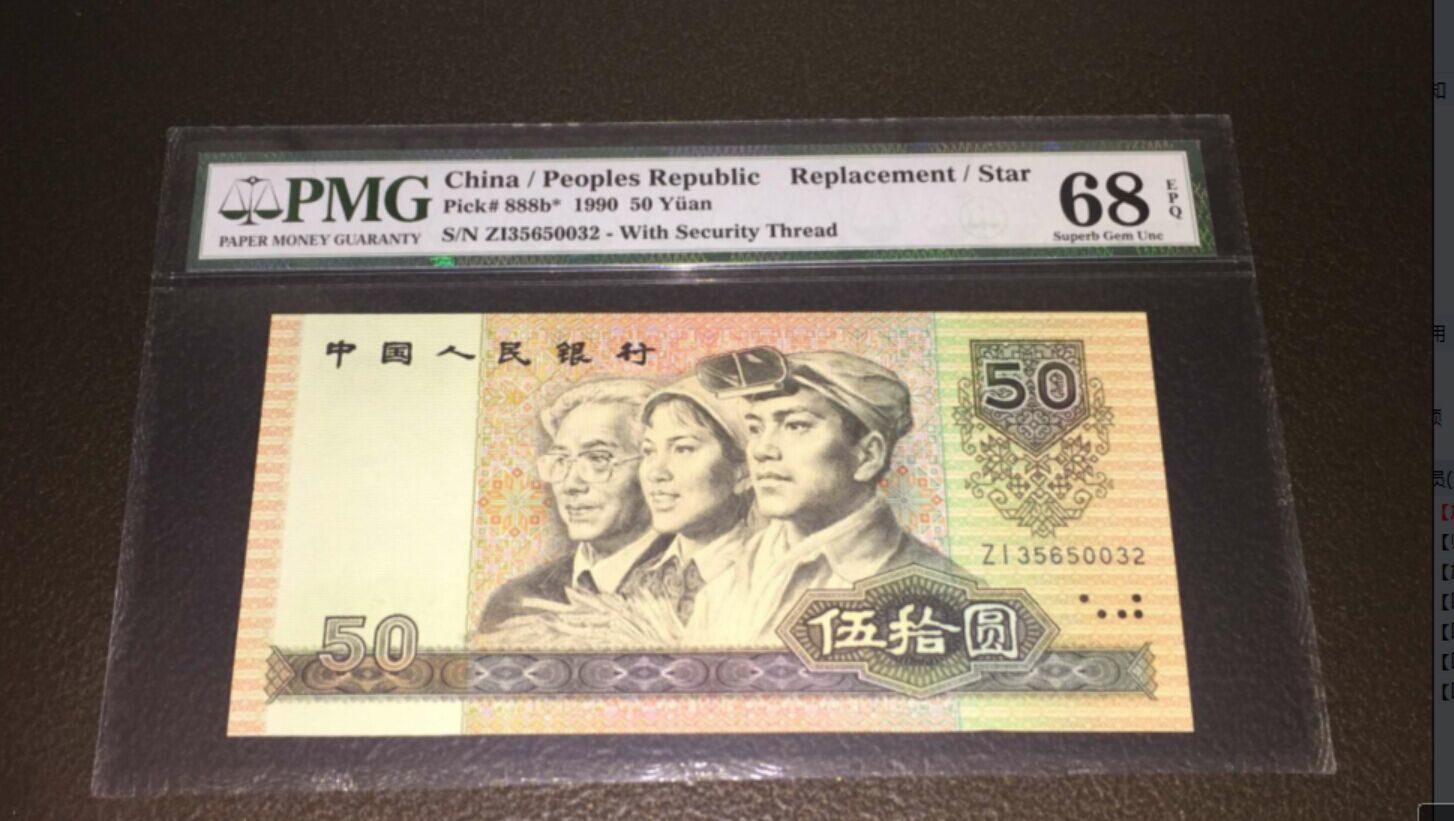 PMG
PAPER MONEY GUARANTY
China / Peoples Republic Replacement / Star
Pick# 888b* 1990 50 Yüan
S/N ZI35650032 - With Security Thread
68
EPQ
Superb Gem Unc
中国人民银行
50
ZI35650032
50
伍拾圆